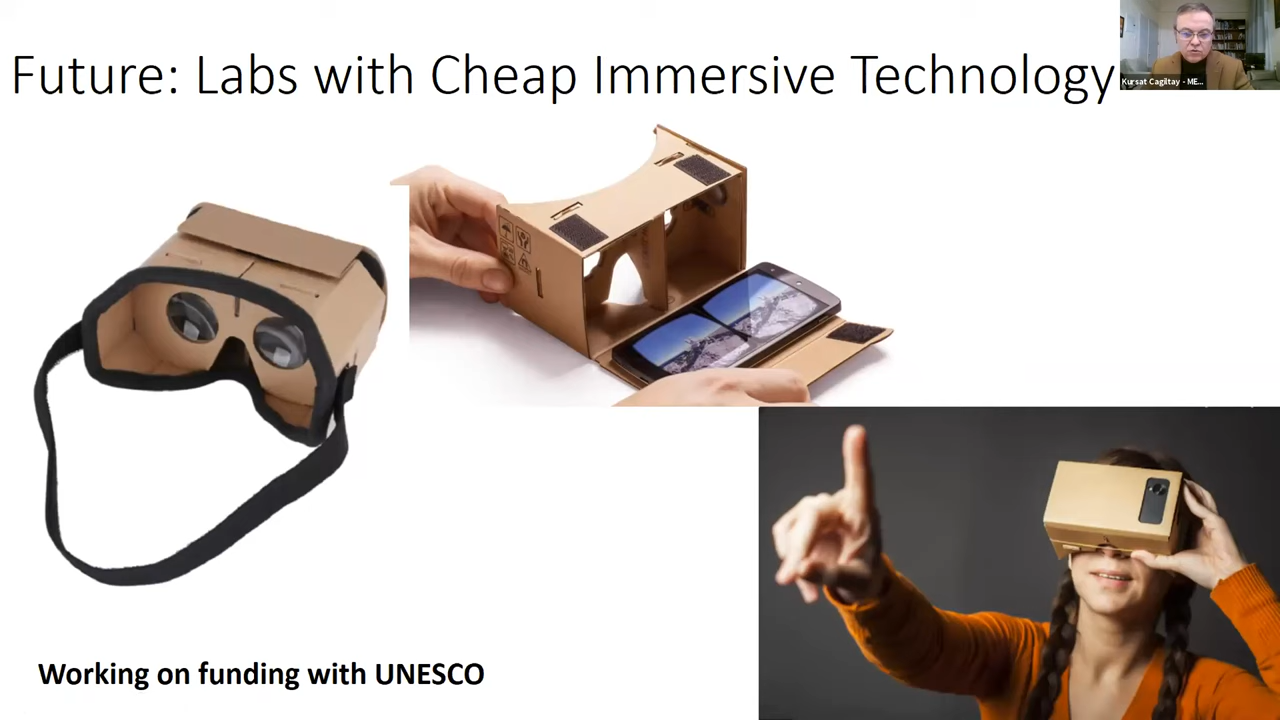 Future: Labs with Cheap Immersive Technology
Kursat Cagiltay - ME...
Working on funding with UNESCO